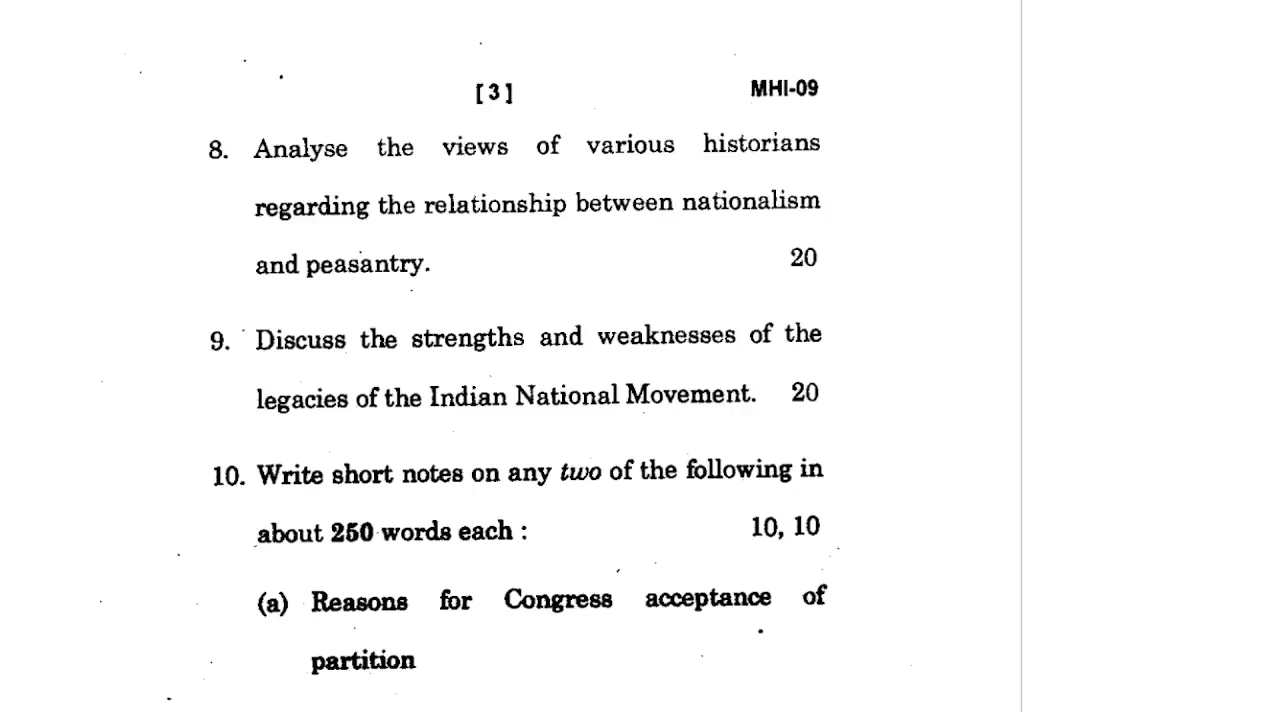 [3] MHI-09
8. Analyse the views of various historians
regarding the relationship between nationalism
and peasantry. 20
9. Discuss the strengths and weaknesses of the
legacies of the Indian National Movement. 20
10. Write short notes on any two of the following in
about 250 words each : 10, 10
(a) Reasons for Congress acceptance of
partition